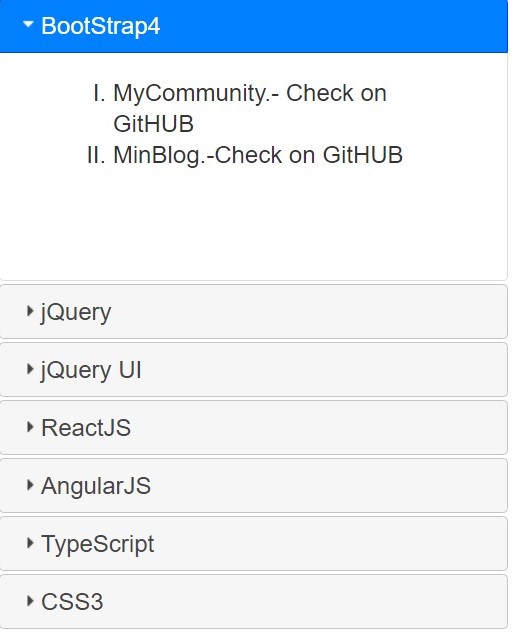 BootStrap4
I. MyCommunity.- Check on
GitHUB
II. MinBlog.-Check on GitHUB
jQuery
jQuery UI
ReactJS
AngularJS
TypeScript
CSS3